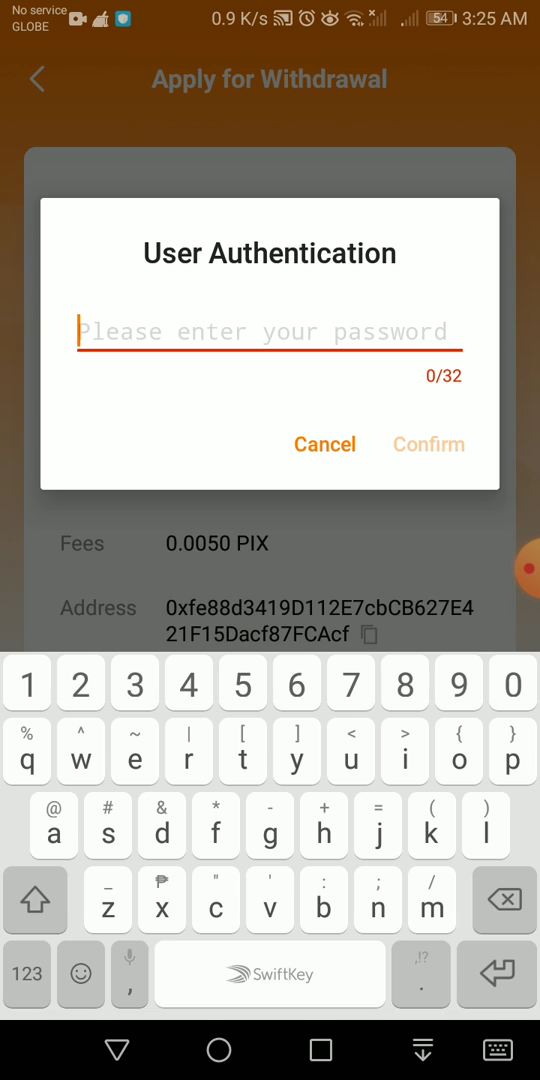 No service
GLOBE
0.9 K/s
54
3:25 AM
Apply for Withdrawal
User Authentication
Please enter your password
0/32
Cancel Confirm
Fees 0.0050 PIX
Address 0xfe88d3419D112E7cbCB627E4
21F15Dacf87FCAcf
1 2 3 4 5 6 7 8 9 0
% ^ ~ | [ ] < > { }
q w e r t y u i o p
@ # & * - + = ( )
a s d f g h j k l
_ ₱ " ' : ; /
z x c v b n m
,!?
123 , SwiftKey .